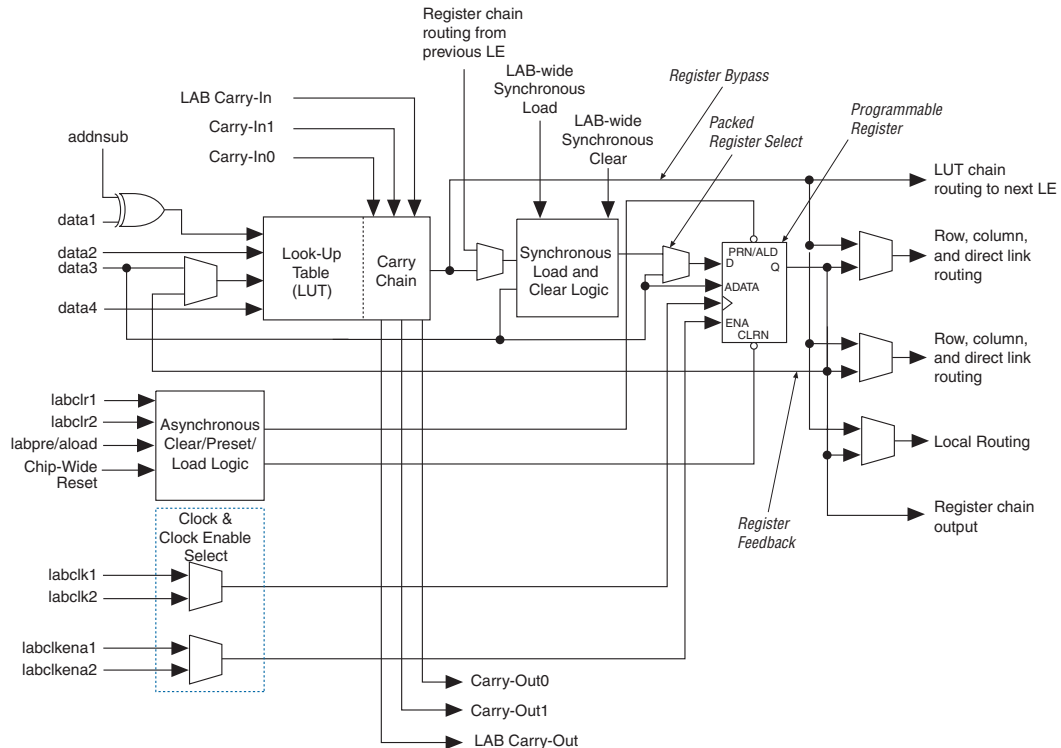 Register chain
routing from
previous LE
LAB-wide
Synchronous
Load
LAB-wide
Synchronous
Clear
Register Bypass
Packed
Register Select
Programmable
Register
LAB Carry-In
Carry-In1
Carry-In0
addnsub
data1
data2
data3
data4
Look-Up
Table
(LUT)
Carry
Chain
Synchronous
Load and
Clear Logic
PRN/ALD
D
Q
ADATA
ENA
CLRN
LUT chain
routing to next LE
Row, column,
and direct link
routing
Row, column,
and direct link
routing
Local Routing
Register chain
output
Register
Feedback
labclr1
labclr2
labpre/aload
Chip-Wide
Reset
Asynchronous
Clear/Preset/
Load Logic
Clock &
Clock Enable
Select
labclk1
labclk2
labclkena1
labclkena2
Carry-Out0
Carry-Out1
LAB Carry-Out